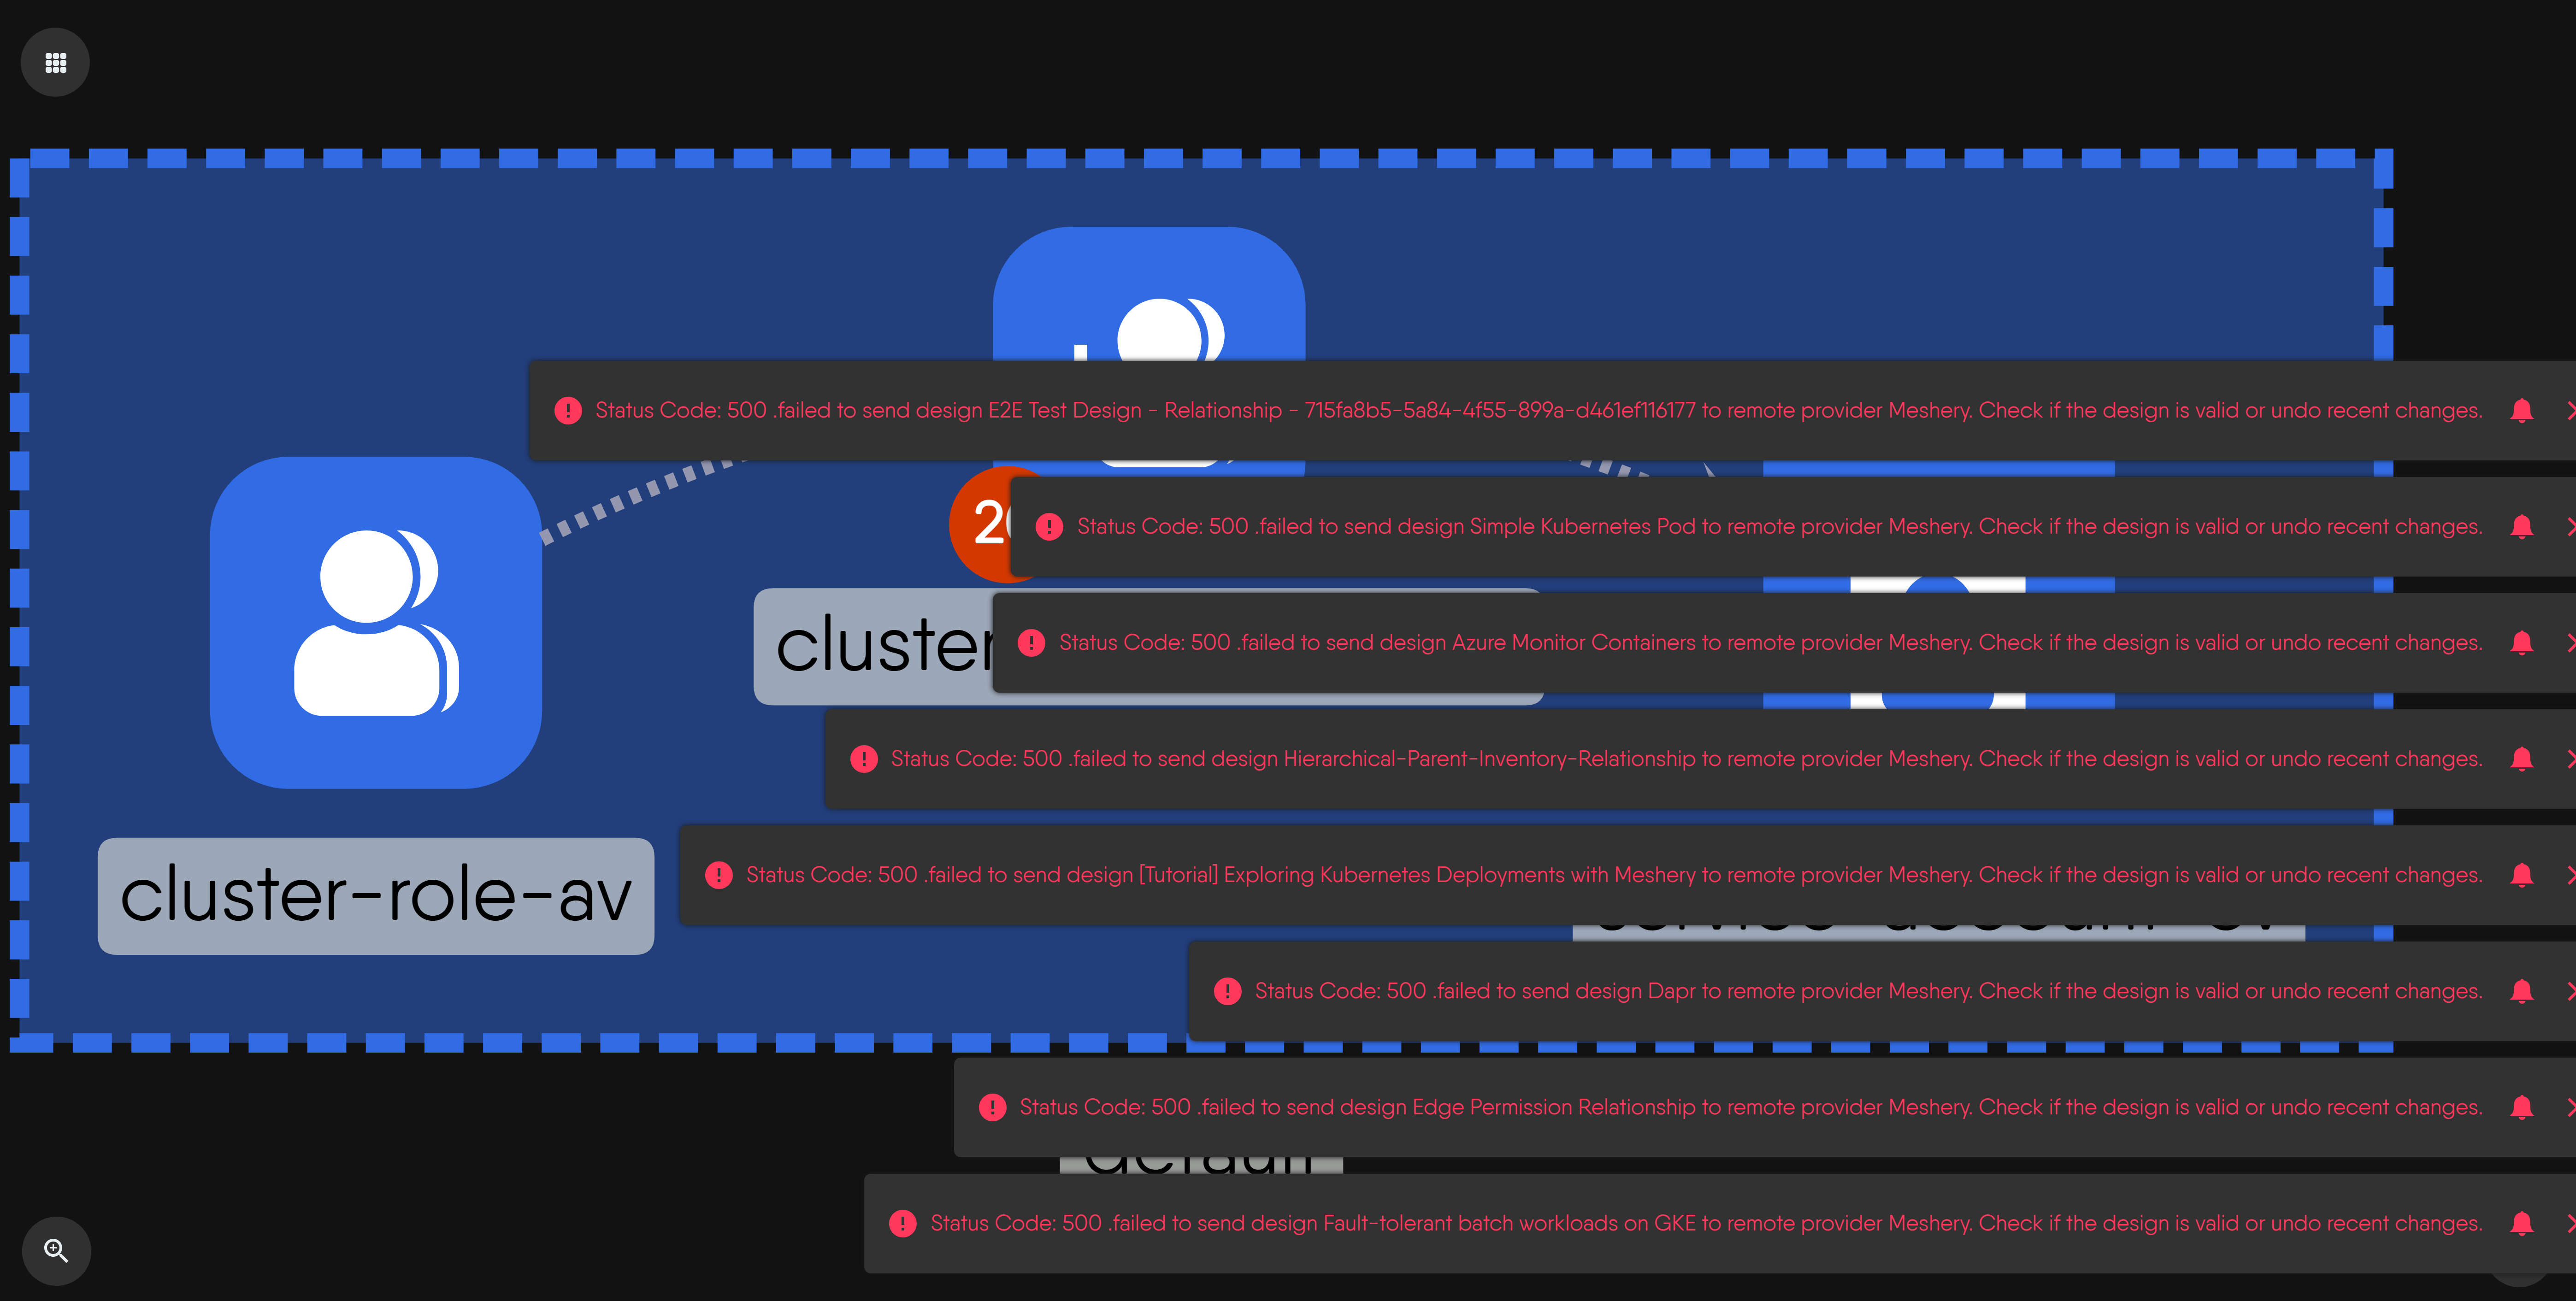 Status Code: 500 .failed to send design E2E Test Design - Relationship - 715fa8b5-5a84-4f55-899a-d461ef116177 to remote provider Meshery. Check if the design is valid or undo recent changes.
Status Code: 500 .failed to send design Simple Kubernetes Pod to remote provider Meshery. Check if the design is valid or undo recent changes.
cluster
Status Code: 500 .failed to send design Azure Monitor Containers to remote provider Meshery. Check if the design is valid or undo recent changes.
Status Code: 500 .failed to send design Hierarchical-Parent-Inventory-Relationship to remote provider Meshery. Check if the design is valid or undo recent changes.
cluster-role-av
Status Code: 500 .failed to send design [Tutorial] Exploring Kubernetes Deployments with Meshery to remote provider Meshery. Check if the design is valid or undo recent changes.
Status Code: 500 .failed to send design Dapr to remote provider Meshery. Check if the design is valid or undo recent changes.
Status Code: 500 .failed to send design Edge Permission Relationship to remote provider Meshery. Check if the design is valid or undo recent changes.
default
Status Code: 500 .failed to send design Fault-tolerant batch workloads on GKE to remote provider Meshery. Check if the design is valid or undo recent changes.